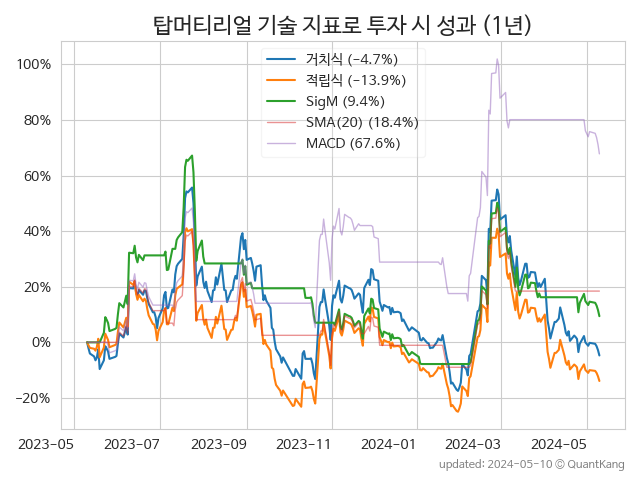 탑머티리얼 기술 지표로 투자 시 성과 (1년)
거치식 (-4.7%)
적립식 (-13.9%)
SigM (9.4%)
SMA(20) (18.4%)
MACD (67.6%)
100%
80%
60%
40%
20%
0%
−20%
2023-05 2023-07 2023-09 2023-11 2024-01 2024-03 2024-05
updated: 2024-05-10 ⓒ QuantKang